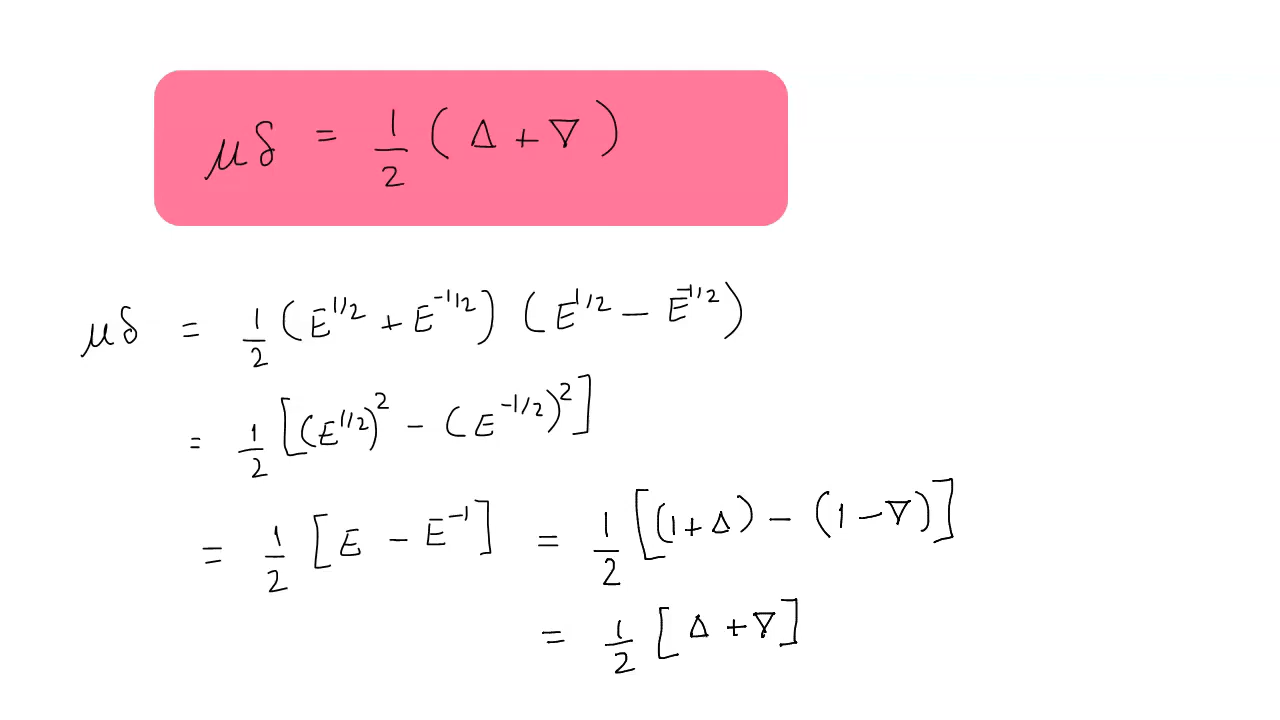 μδ = 1/2 ( Δ + ∇ )
μδ = 1/2 (E^{1/2} + E^{-1/2}) (E^{1/2} − E^{-1/2})
= 1/2 [(E^{1/2})^2 − (E^{-1/2})^2]
= 1/2 [E − E^{-1}] = 1/2 [(1+Δ) − (1−∇)]
= 1/2 [Δ + ∇]